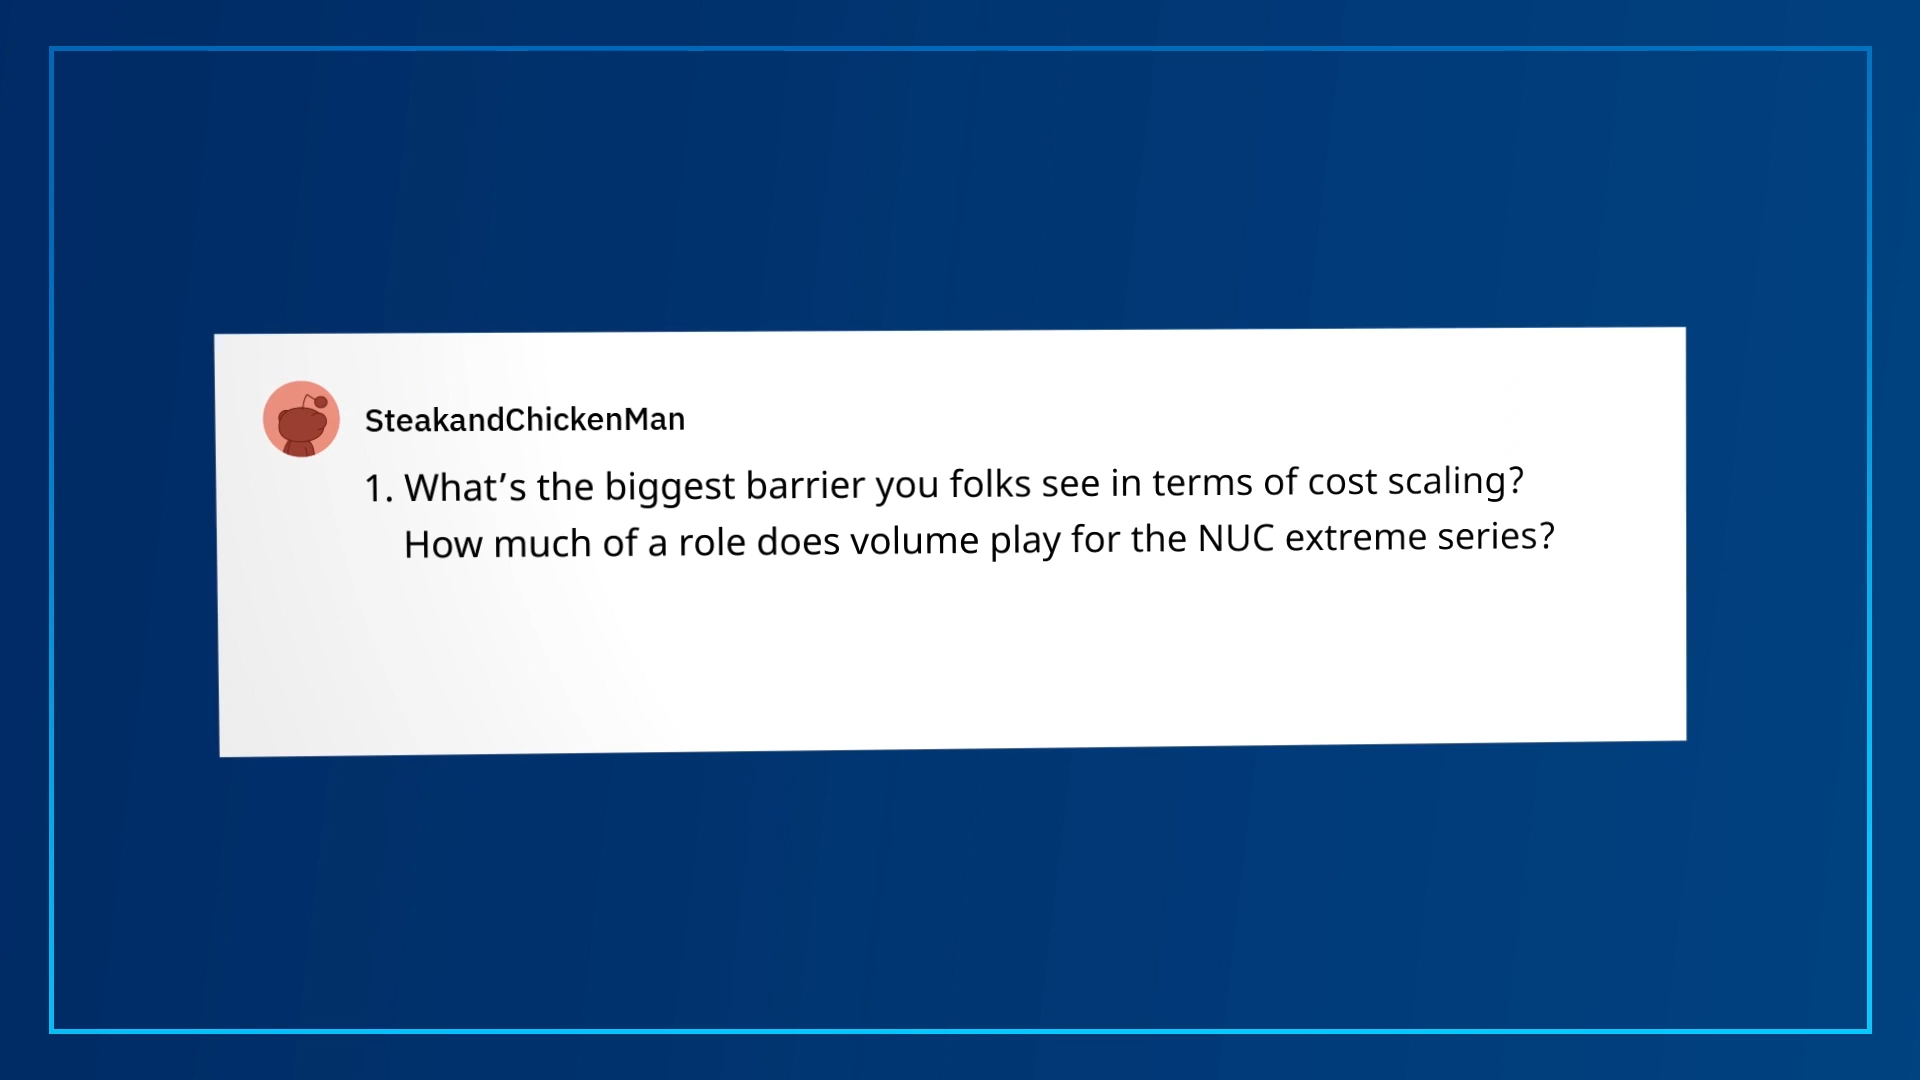 SteakandChickenMan
1. What’s the biggest barrier you folks see in terms of cost scaling?
How much of a role does volume play for the NUC extreme series?